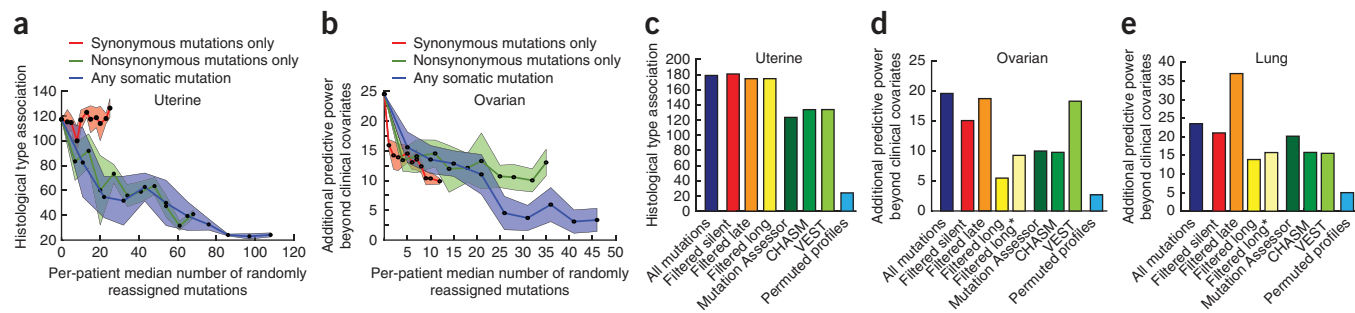 a
Synonymous mutations only
Nonsynonymous mutations only
Any somatic mutation
Uterine
Histological type association
140
120
100
80
60
40
20
0 20 40 60 80 100 120
Per-patient median number of randomly
reassigned mutations
b
Synonymous mutations only
Nonsynonymous mutations only
Any somatic mutation
Ovarian
Additional predictive power
beyond clinical covariates
25
20
15
10
5
0
5 10 15 20 25 30 35 40 45 50
Per-patient median number of randomly
reassigned mutations
c
Uterine
Histological type association
200
180
160
140
120
100
80
60
40
20
0
All mutations
Filtered silent
Filtered late
Filtered long
Mutation Assessor
CHASM
VEST
Permuted profiles
d
Ovarian
Additional predictive power
beyond clinical covariates
25
20
15
10
5
0
All mutations
Filtered silent
Filtered late
Filtered long
Filtered long*
Mutation Assessor
CHASM
VEST
Permuted profiles
e
Lung
Additional predictive power
beyond clinical covariates
40
35
30
25
20
15
10
5
0
All mutations
Filtered silent
Filtered late
Filtered long
Filtered long*
Mutation Assessor
CHASM
VEST
Permuted profiles